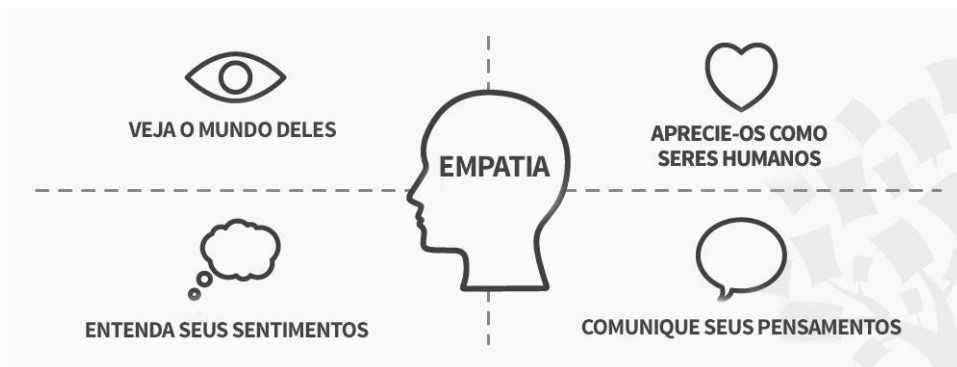 VEJA O MUNDO DELES
APRECIE-OS COMO
SERES HUMANOS
EMPATIA
ENTENDA SEUS SENTIMENTOS
COMUNIQUE SEUS PENSAMENTOS